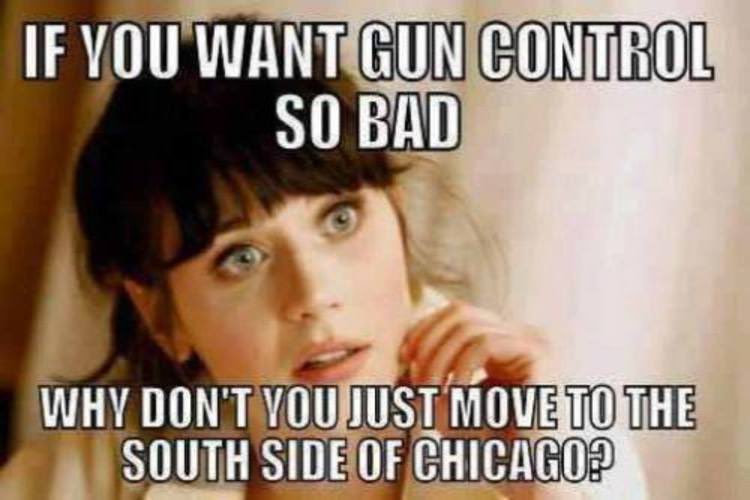 IF YOU WANT GUN CONTROL
SO BAD
WHY DON'T YOU JUST MOVE TO THE
SOUTH SIDE OF CHICAGO?